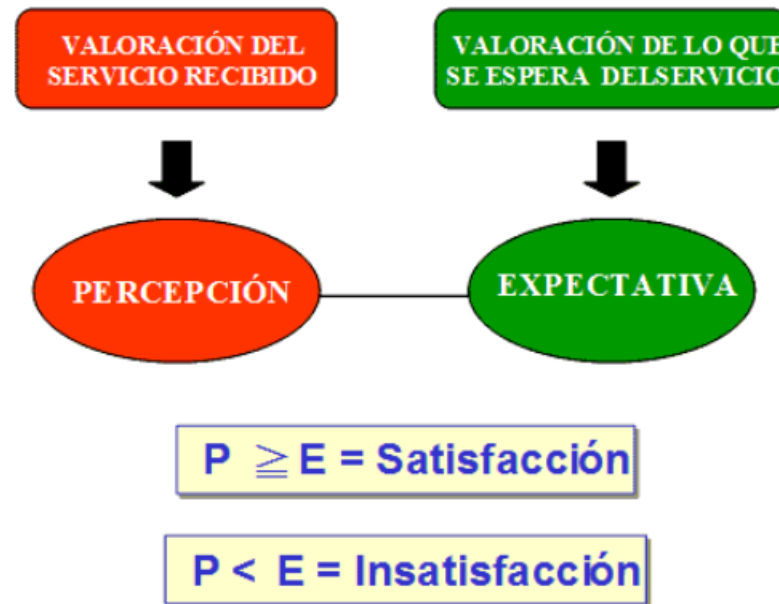 VALORACIÓN DEL
SERVICIO RECIBIDO
VALORACIÓN DE LO QUE
SE ESPERA DELSERVICIO
PERCEPCIÓN
EXPECTATIVA
P ≧ E = Satisfacción
P < E = Insatisfacción